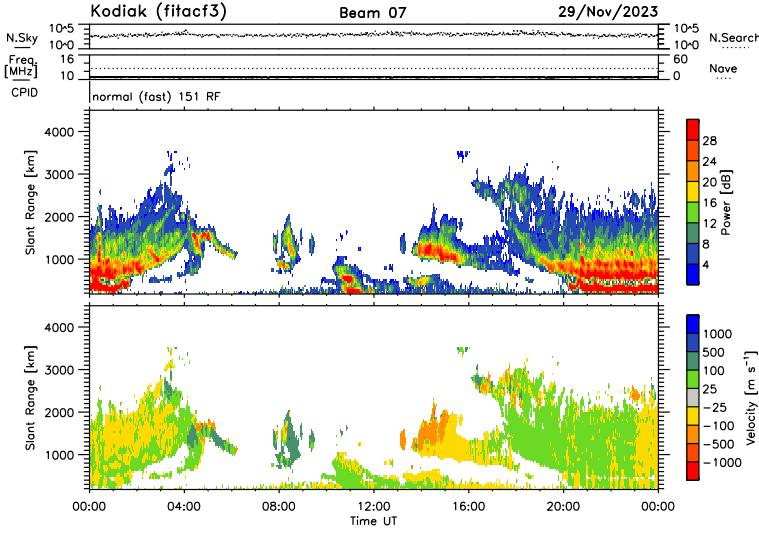 Kodiak (fitacf3) Beam 07 29/Nov/2023
N.Sky 10^5 10^0 10^5 10^0 N.Search
Freq. [MHz] 16 10 60 0 Nave
CPID normal (fast) 151 RF
Slant Range [km] 4000 3000 2000 1000
28 24 20 16 12 8 4 Power [dB]
Slant Range [km] 4000 3000 2000 1000
1000 500 100 25 −25 −100 −500 −1000 Velocity [m s⁻¹]
00:00 04:00 08:00 12:00 16:00 20:00 00:00
Time UT